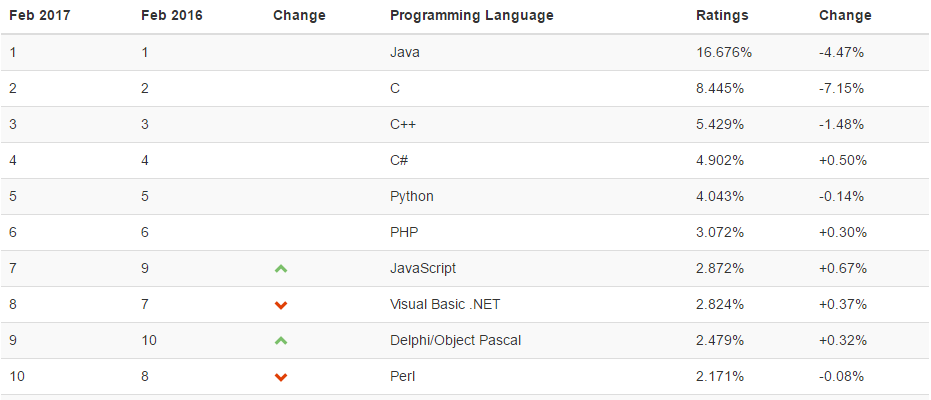 Feb 2017 Feb 2016 Change Programming Language Ratings Change
1 1 Java 16.676% -4.47%
2 2 C 8.445% -7.15%
3 3 C++ 5.429% -1.48%
4 4 C# 4.902% +0.50%
5 5 Python 4.043% -0.14%
6 6 PHP 3.072% +0.30%
7 9 JavaScript 2.872% +0.67%
8 7 Visual Basic .NET 2.824% +0.37%
9 10 Delphi/Object Pascal 2.479% +0.32%
10 8 Perl 2.171% -0.08%